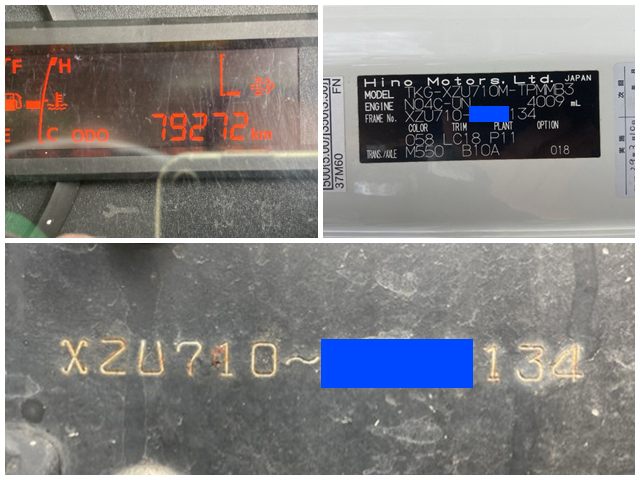 F
H
E
C ODO 79272 km
Hino Motors, Ltd. JAPAN
MODEL TKG-XZU710M-TPMMB3
ENGINE N04C-UN 4009 mL
FRAME No. XZU710- 134
COLOR TRIM PLANT OPTION
058 LC18 P11
TRANS./AXLE M550 B10A 018
FN
37M60
XZU710~ 134